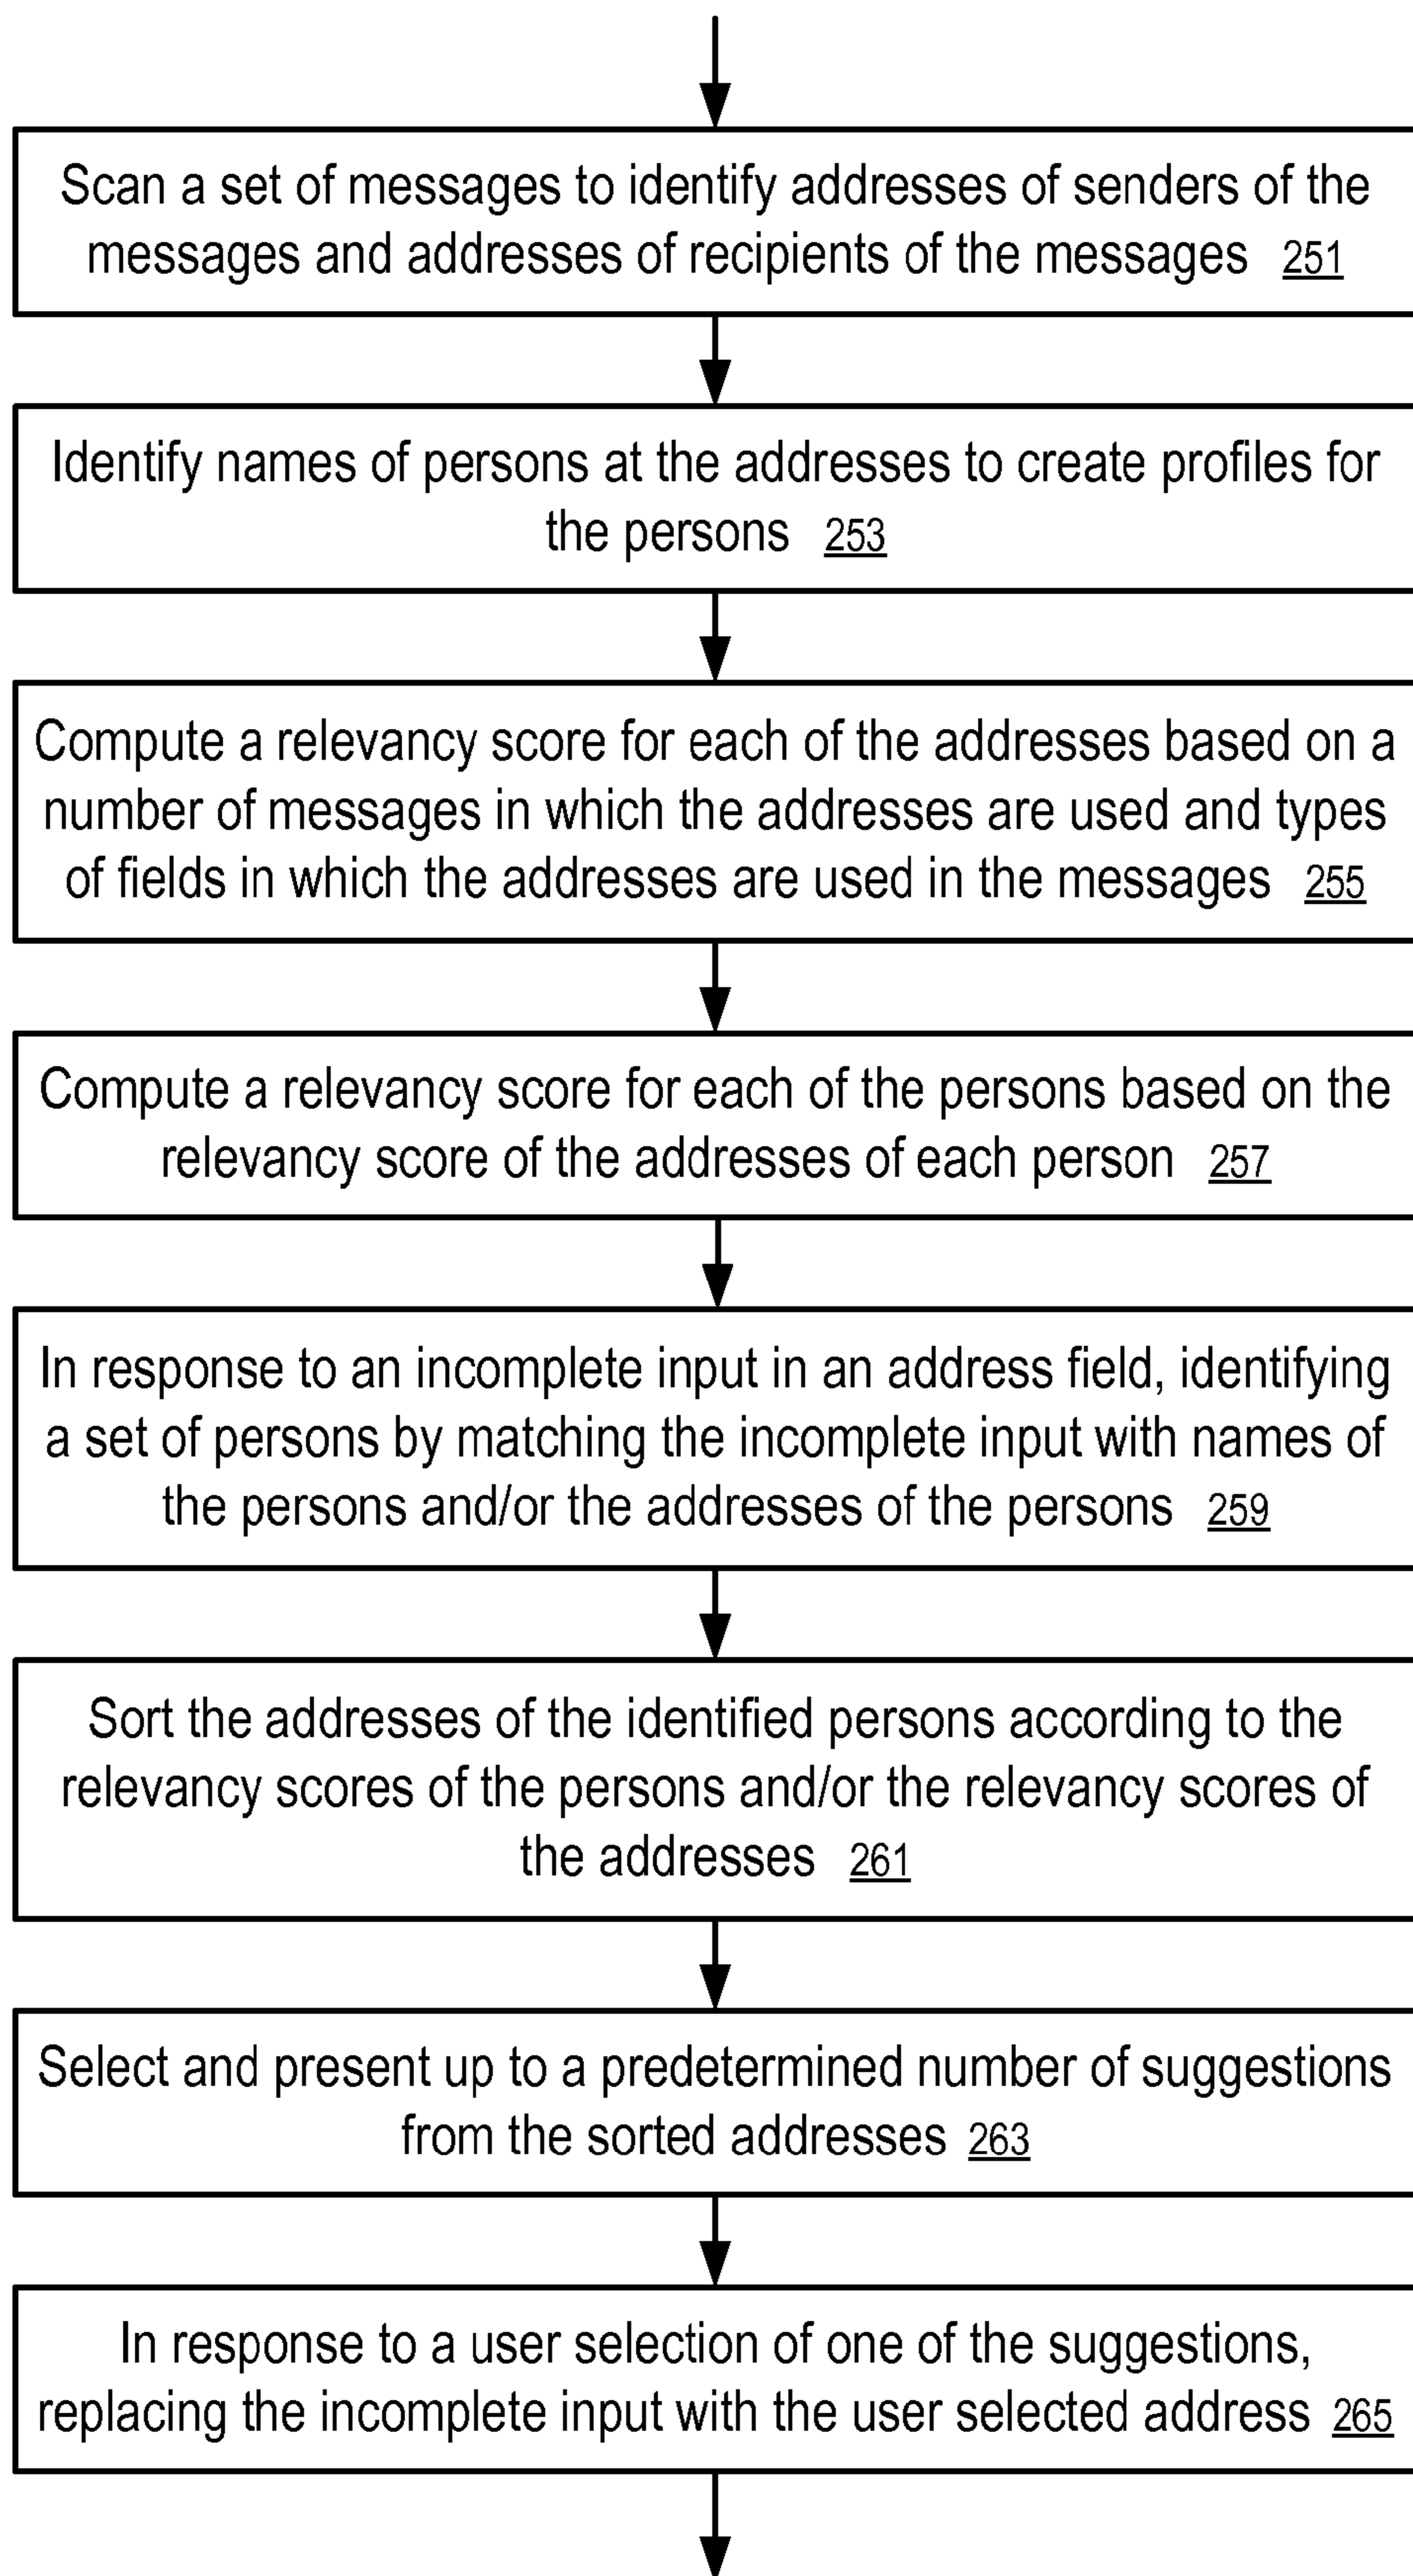 Scan a set of messages to identify addresses of senders of the
messages and addresses of recipients of the messages 251
Identify names of persons at the addresses to create profiles for
the persons 253
Compute a relevancy score for each of the addresses based on a
number of messages in which the addresses are used and types
of fields in which the addresses are used in the messages 255
Compute a relevancy score for each of the persons based on the
relevancy score of the addresses of each person 257
In response to an incomplete input in an address field, identifying
a set of persons by matching the incomplete input with names of
the persons and/or the addresses of the persons 259
Sort the addresses of the identified persons according to the
relevancy scores of the persons and/or the relevancy scores of
the addresses 261
Select and present up to a predetermined number of suggestions
from the sorted addresses 263
In response to a user selection of one of the suggestions,
replacing the incomplete input with the user selected address 265